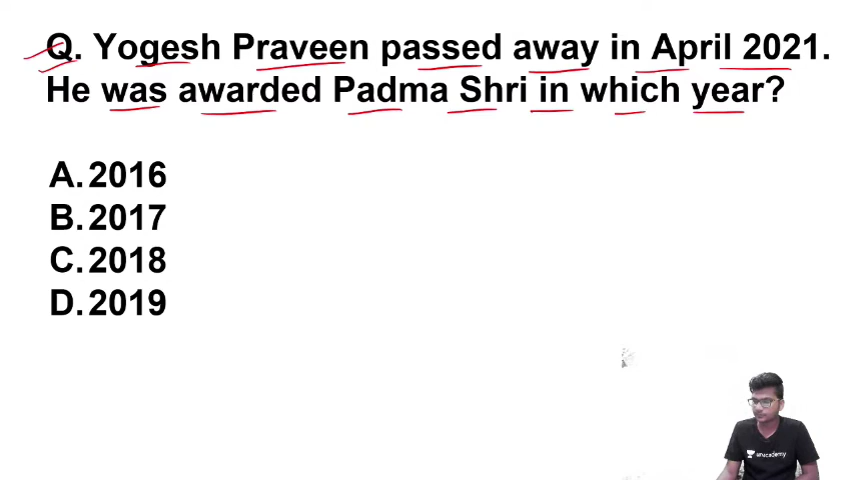 Q. Yogesh Praveen passed away in April 2021.
He was awarded Padma Shri in which year?
A. 2016
B. 2017
C. 2018
D. 2019
unacademy